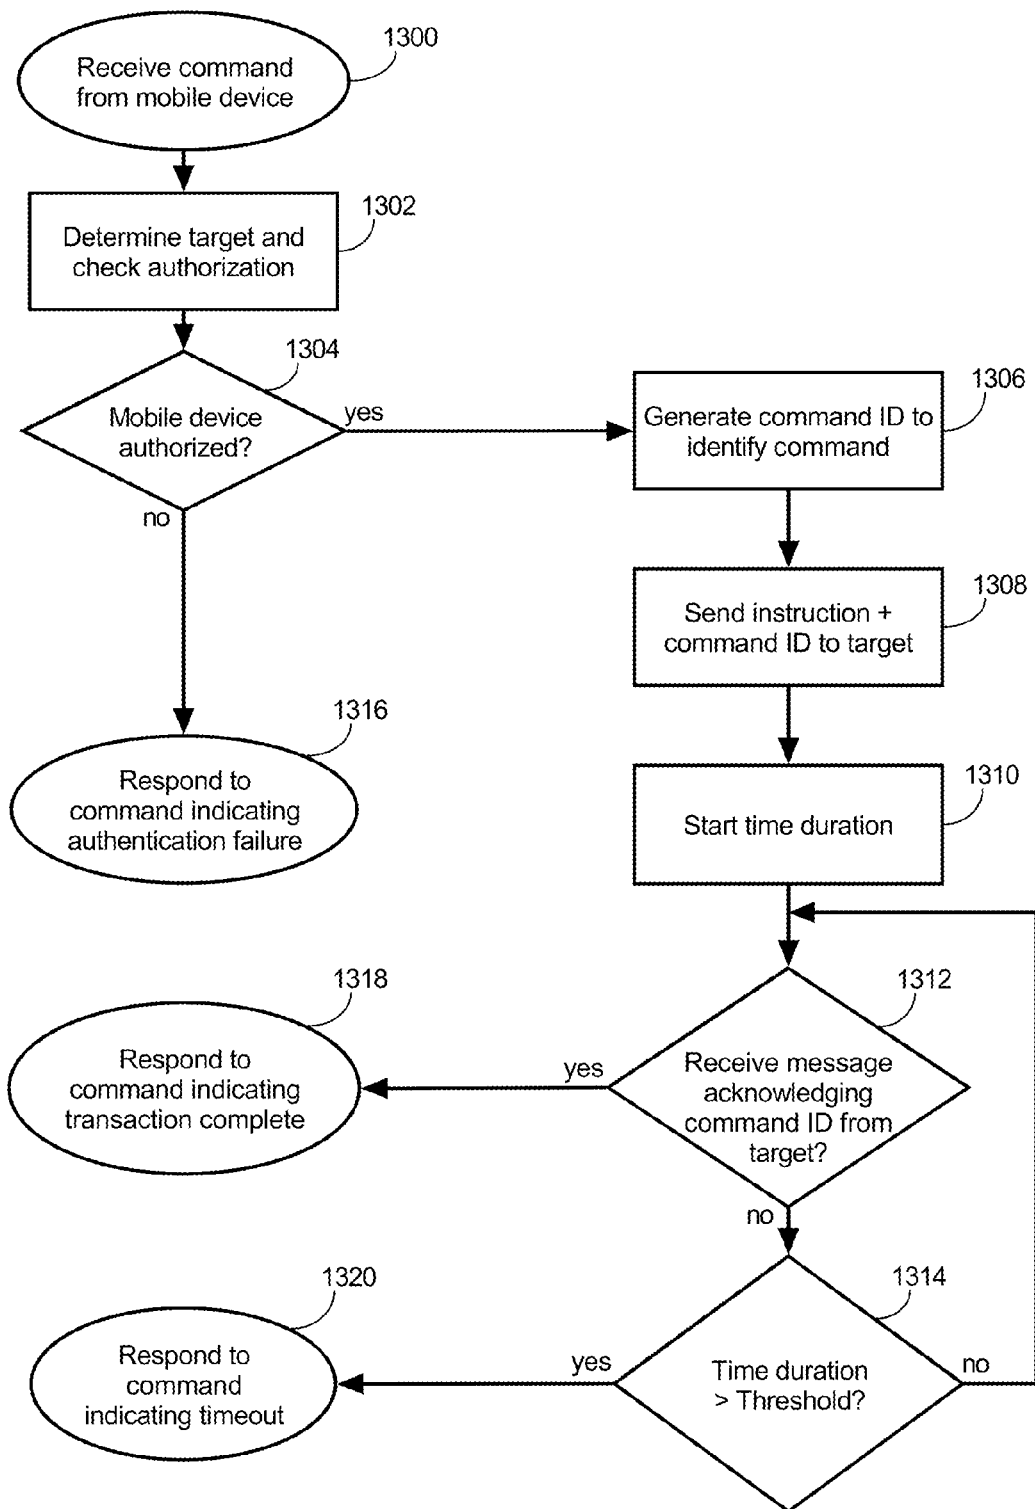 1300
Receive command
from mobile device
1302
Determine target and
check authorization
1304
Mobile device
authorized?
yes
no
1306
Generate command ID to
identify command
1308
Send instruction +
command ID to target
1316
Respond to
command indicating
authentication failure
1310
Start time duration
1318
Respond to
command indicating
transaction complete
1312
Receive message
acknowledging
command ID from
target?
yes
no
1320
Respond to
command
indicating timeout
1314
Time duration
> Threshold?
yes
no